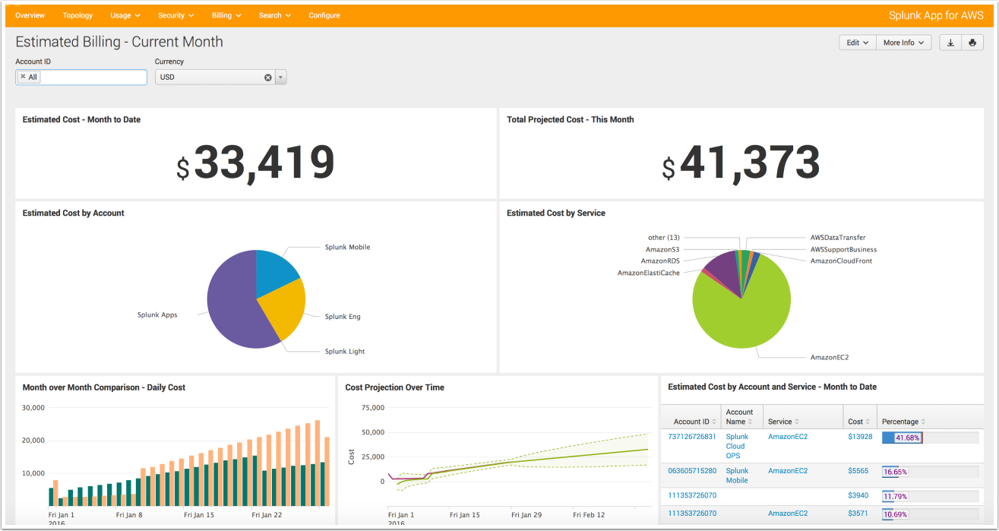 Overview Topology Usage Security Billing Search Configure Splunk App for AWS
Estimated Billing - Current Month
Edit More Info
Account ID Currency
All USD
Estimated Cost - Month to Date
$33,419
Total Projected Cost - This Month
$41,373
Estimated Cost by Account
Splunk Mobile
Splunk Apps
Splunk Eng
Splunk Light
Estimated Cost by Service
other (13) AWSDataTransfer
AmazonS3 AWSSupportBusiness
AmazonRDS AmazonCloudFront
AmazonElastiCache
AmazonEC2
Month over Month Comparison - Daily Cost
30,000
20,000
10,000
Fri Jan 1 Fri Jan 8 Fri Jan 15 Fri Jan 22
2016
Cost Projection Over Time
75,000
50,000
25,000
0
Cost
Fri Jan 1 Fri Jan 15 Fri Jan 29 Fri Feb 12
2016
Estimated Cost by Account and Service - Month to Date
Account ID Account Name Service Cost Percentage
737126726831 Splunk Cloud OPS AmazonEC2 $13928 41.68%
063605715280 Splunk Mobile AmazonEC2 $5565 16.65%
111353726070 $3940 11.79%
111353726070 AmazonEC2 $3571 10.69%